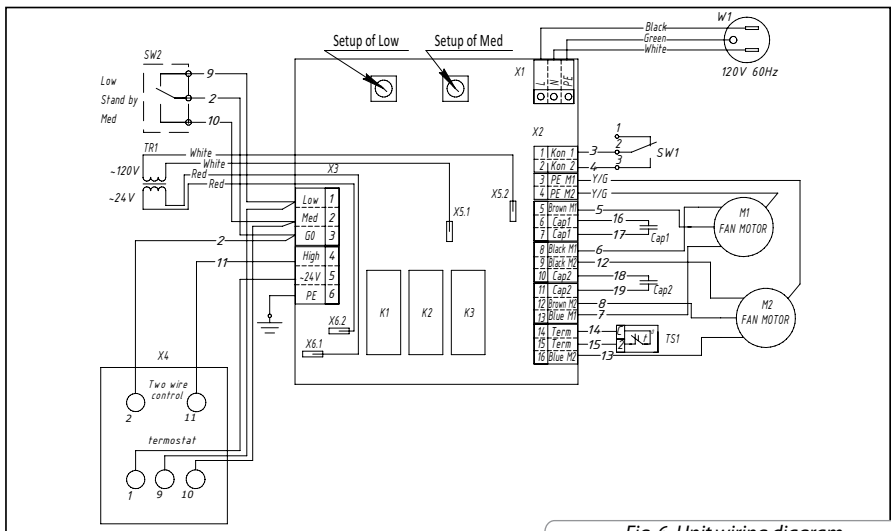 Setup of Low
Setup of Med
W1
Black
Green
White
120V 60Hz
SW2
Low
Stand by
Med
9
2
10
TR1
~120V
~24V
White
White
Red
Red
X1
L
N
PE
X3
Low 1
Med 2
G0 3
High 4
~24V 5
PE 6
2
11
X5.1
X5.2
X6.2
X6.1
K1
K2
K3
X2
1 Kon 1
2 Kon 2
3 PE M1
4 PE M2
5 Brown M1
6 Cap1
7 Cap1
8 Black M1
9 Black M2
10 Cap2
11 Cap2
12 Brown M2
13 Blue M1
14 Term
15 Term
16 Blue M2
3
4
Y/G
Y/G
5
16
17
6
12
18
19
8
7
14
15
13
1
2
3
SW1
Cap1
Cap2
M1
FAN MOTOR
M2
FAN MOTOR
t°
2
TS1
X4
Two wire
control
2
11
termostat
1
9
10